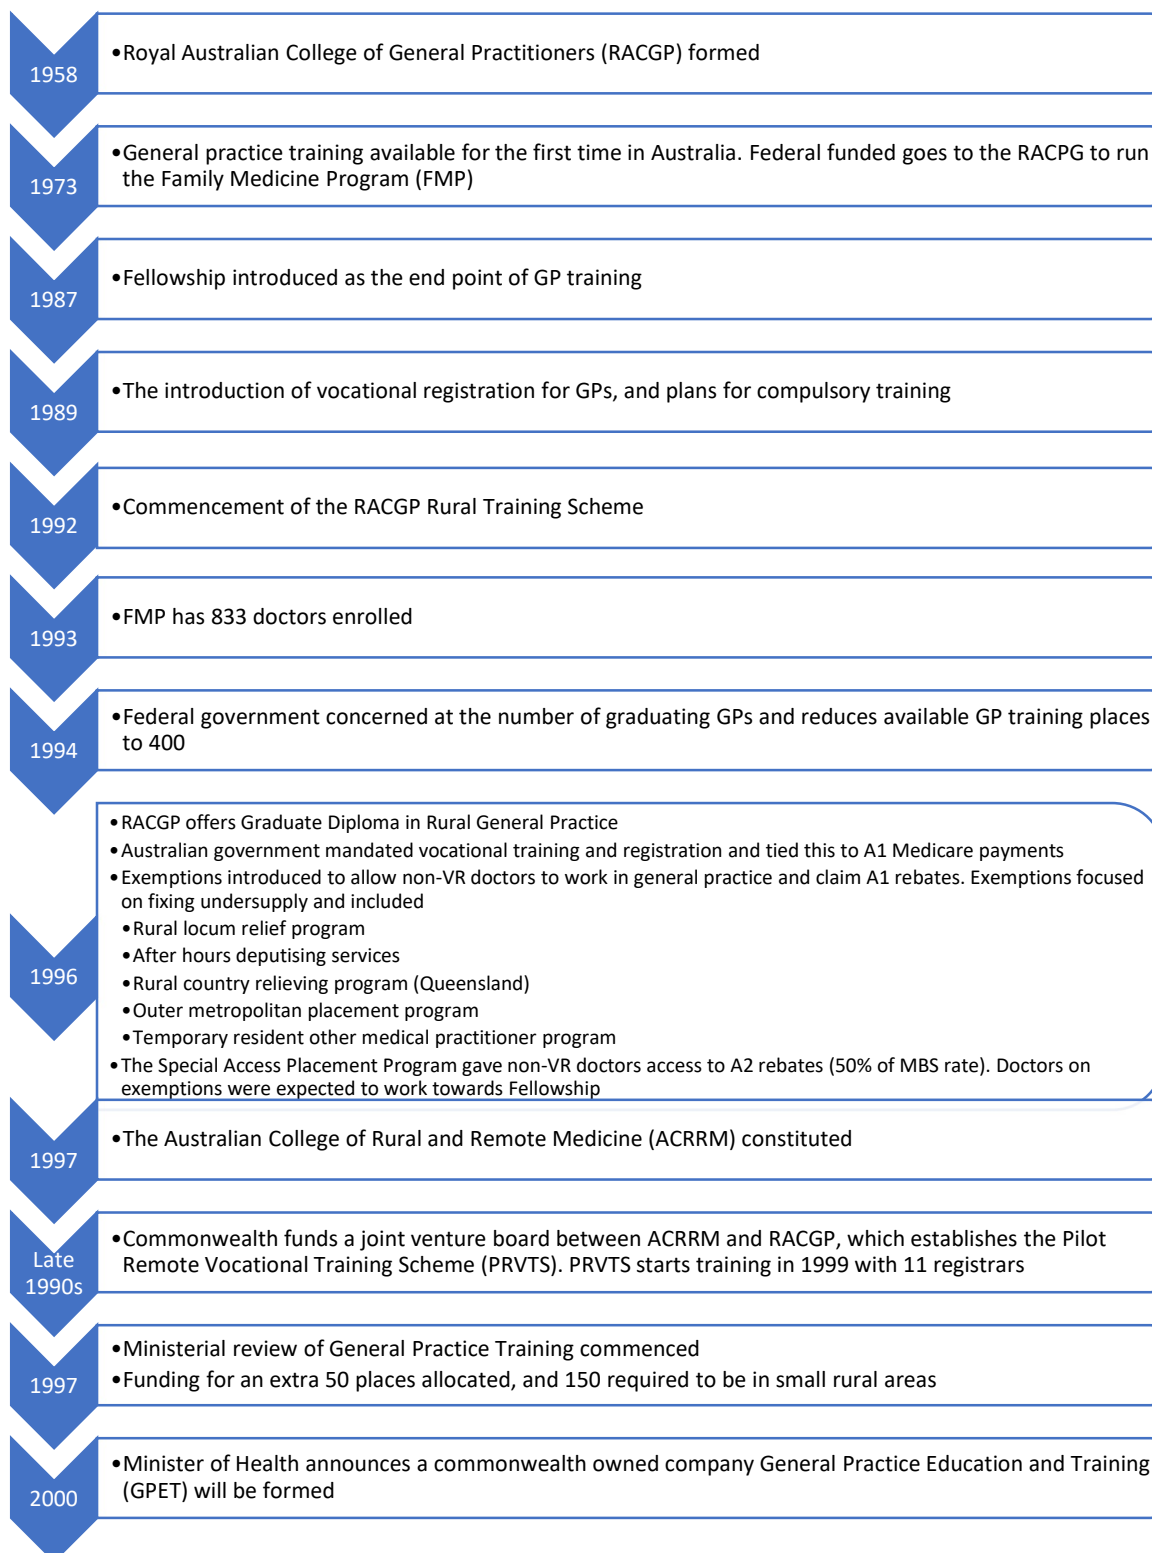 1958
•Royal Australian College of General Practitioners (RACGP) formed
1973
•General practice training available for the first time in Australia. Federal funded goes to the RACPG to run
the Family Medicine Program (FMP)
1987
•Fellowship introduced as the end point of GP training
1989
•The introduction of vocational registration for GPs, and plans for compulsory training
1992
•Commencement of the RACGP Rural Training Scheme
1993
•FMP has 833 doctors enrolled
1994
•Federal government concerned at the number of graduating GPs and reduces available GP training places
to 400
1996
•RACGP offers Graduate Diploma in Rural General Practice
•Australian government mandated vocational training and registration and tied this to A1 Medicare payments
•Exemptions introduced to allow non-VR doctors to work in general practice and claim A1 rebates. Exemptions focused
on fixing undersupply and included
•Rural locum relief program
•After hours deputising services
•Rural country relieving program (Queensland)
•Outer metropolitan placement program
•Temporary resident other medical practitioner program
•The Special Access Placement Program gave non-VR doctors access to A2 rebates (50% of MBS rate). Doctors on
exemptions were expected to work towards Fellowship
1997
•The Australian College of Rural and Remote Medicine (ACRRM) constituted
Late
1990s
•Commonwealth funds a joint venture board between ACRRM and RACGP, which establishes the Pilot
Remote Vocational Training Scheme (PRVTS). PRVTS starts training in 1999 with 11 registrars
1997
•Ministerial review of General Practice Training commenced
•Funding for an extra 50 places allocated, and 150 required to be in small rural areas
2000
•Minister of Health announces a commonwealth owned company General Practice Education and Training
(GPET) will be formed